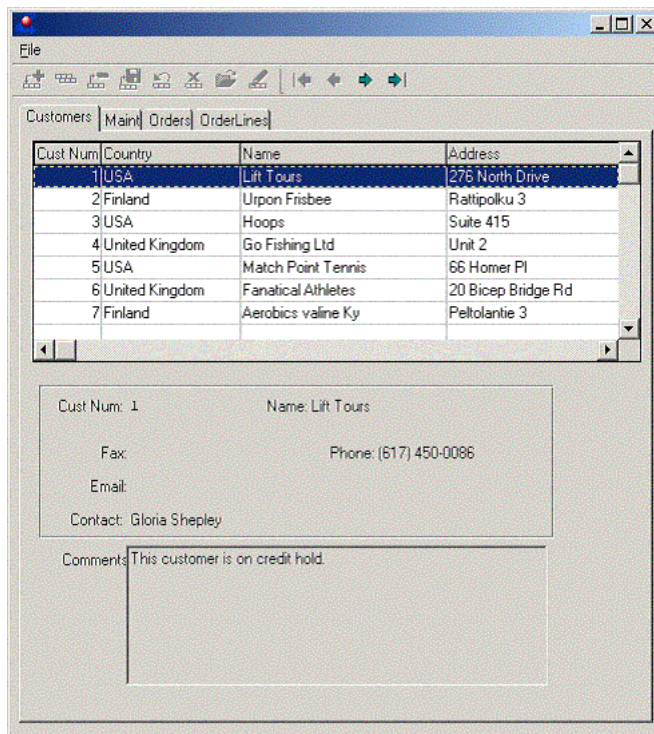 File
Customers Maint Orders OrderLines
Cust Num Country Name Address
1 USA Lift Tours 276 North Drive
2 Finland Urpon Frisbee Rattipolku 3
3 USA Hoops Suite 415
4 United Kingdom Go Fishing Ltd Unit 2
5 USA Match Point Tennis 66 Homer Pl
6 United Kingdom Fanatical Athletes 20 Bicep Bridge Rd
7 Finland Aerobics valine Ky Peltolantie 3
Cust Num: 1 Name: Lift Tours
Fax: Phone: (617) 450-0086
Email:
Contact: Gloria Shepley
Comments This customer is on credit hold.